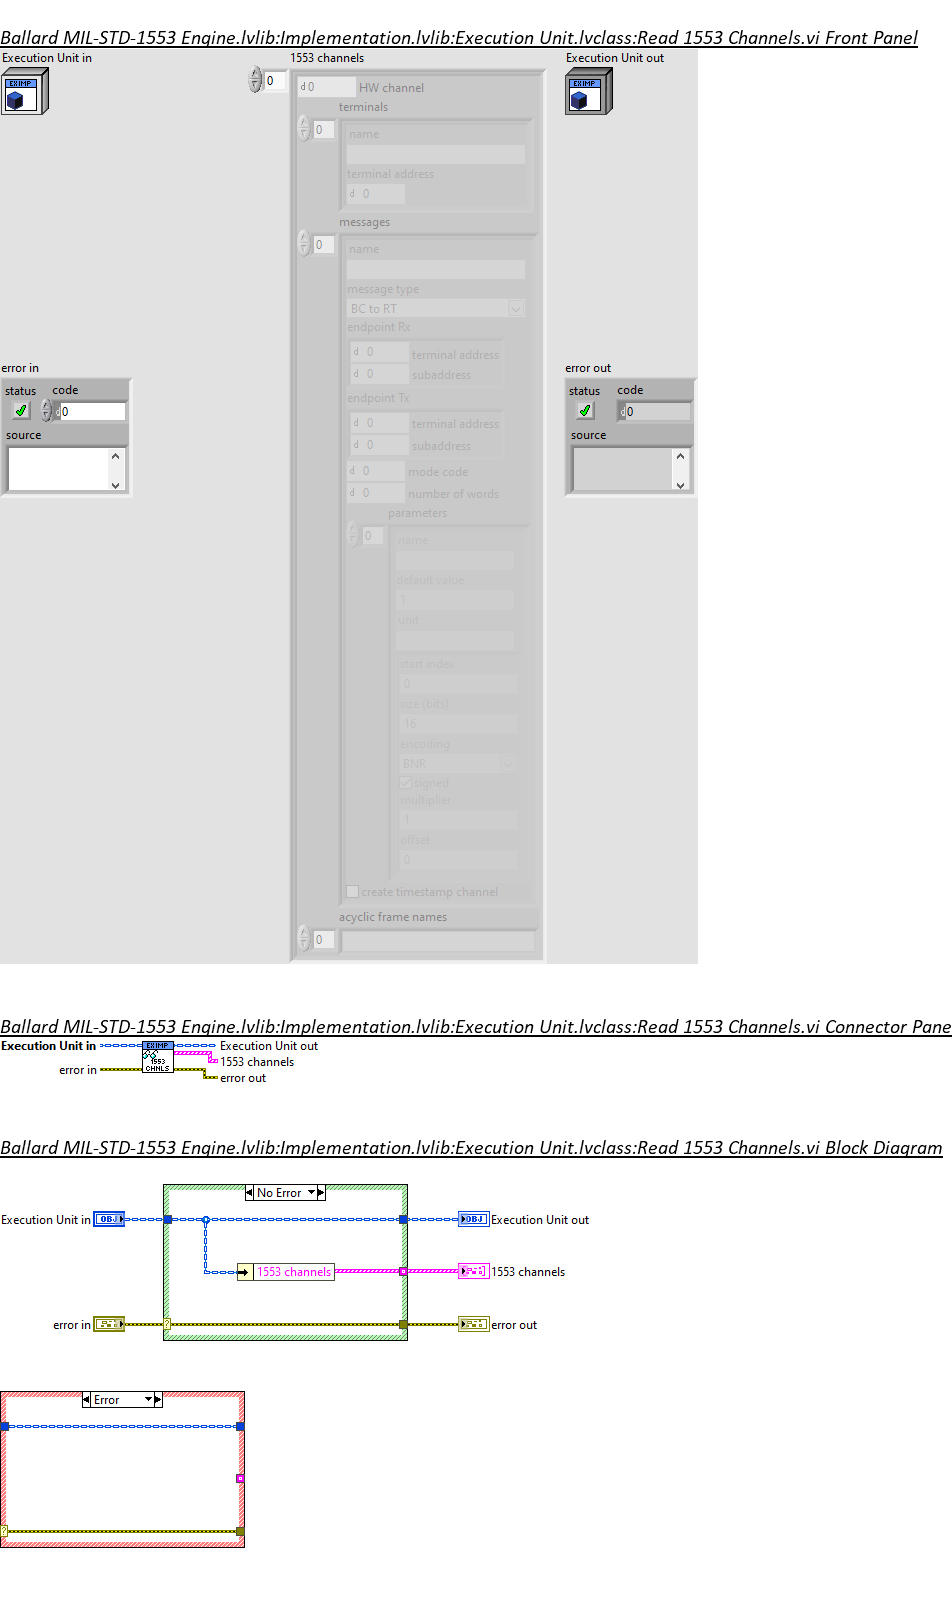 Ballard MIL-STD-1553 Engine.lvlib:Implementation.lvlib:Execution Unit.lvclass:Read 1553 Channels.vi Front Panel
Execution Unit in
1553 channels
Execution Unit out
EXIMP
0
d 0 HW channel
EXIMP
terminals
0
name
terminal address
d 0
messages
0
name
message type
BC to RT
endpoint Rx
d 0 terminal address
d 0 subaddress
endpoint Tx
d 0 terminal address
d 0 subaddress
d 0 mode code
d 0 number of words
parameters
0
name
default value
1
unit
start index
0
size (bits)
16
encoding
BNR
signed
multiplier
1
offset
0
create timestamp channel
acyclic frame names
0
error in
status code
d 0
source
error out
status code
d 0
source
Ballard MIL-STD-1553 Engine.lvlib:Implementation.lvlib:Execution Unit.lvclass:Read 1553 Channels.vi Connector Pane
Execution Unit in
EXIMP
1553
CHNLS
Execution Unit out
1553 channels
error in
error out
Ballard MIL-STD-1553 Engine.lvlib:Implementation.lvlib:Execution Unit.lvclass:Read 1553 Channels.vi Block Diagram
No Error
Execution Unit in OBJ
OBJ Execution Unit out
1553 channels
1553 channels
error in
?
error out
Error
?